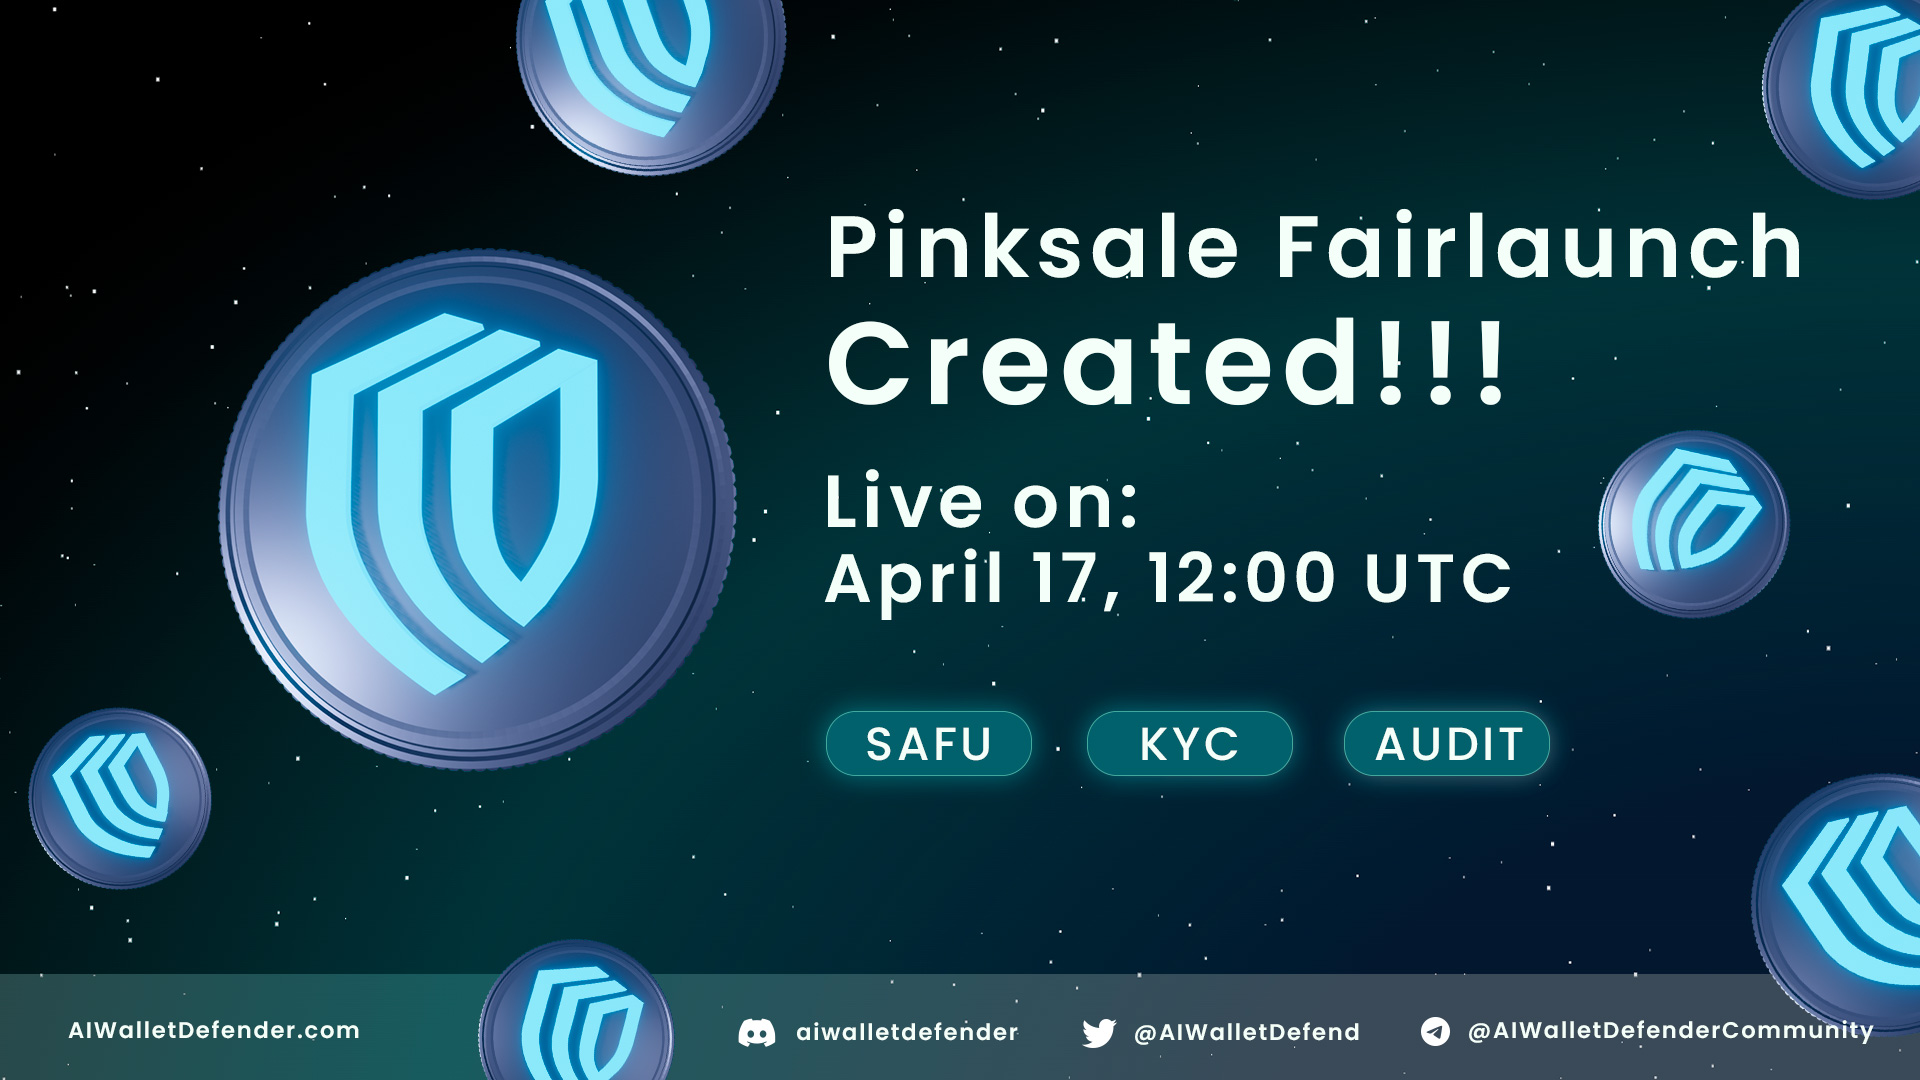 Pinksale Fairlaunch
Created!!!
Live on:
April 17, 12:00 UTC
SAFU KYC AUDIT
AIWalletDefender.com aiwalletdefender @AIWalletDefend @AIWalletDefenderCommunity